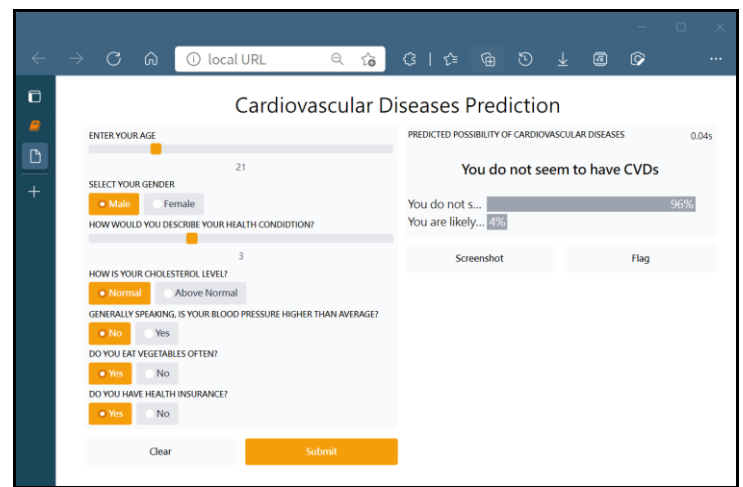 local URL
Cardiovascular Diseases Prediction
ENTER YOUR AGE
21
SELECT YOUR GENDER
Male Female
HOW WOULD YOU DESCRIBE YOUR HEALTH CONDIDTION?
3
HOW IS YOUR CHOLESTEROL LEVEL?
Normal Above Normal
GENERALLY SPEAKING, IS YOUR BLOOD PRESSURE HIGHER THAN AVERAGE?
No Yes
DO YOU EAT VEGETABLES OFTEN?
Yes No
DO YOU HAVE HEALTH INSURANCE?
Yes No
Clear Submit
PREDICTED POSSIBILITY OF CARDIOVASCULAR DISEASES 0.04s
You do not seem to have CVDs
You do not s... 96%
You are likely... 4%
Screenshot Flag